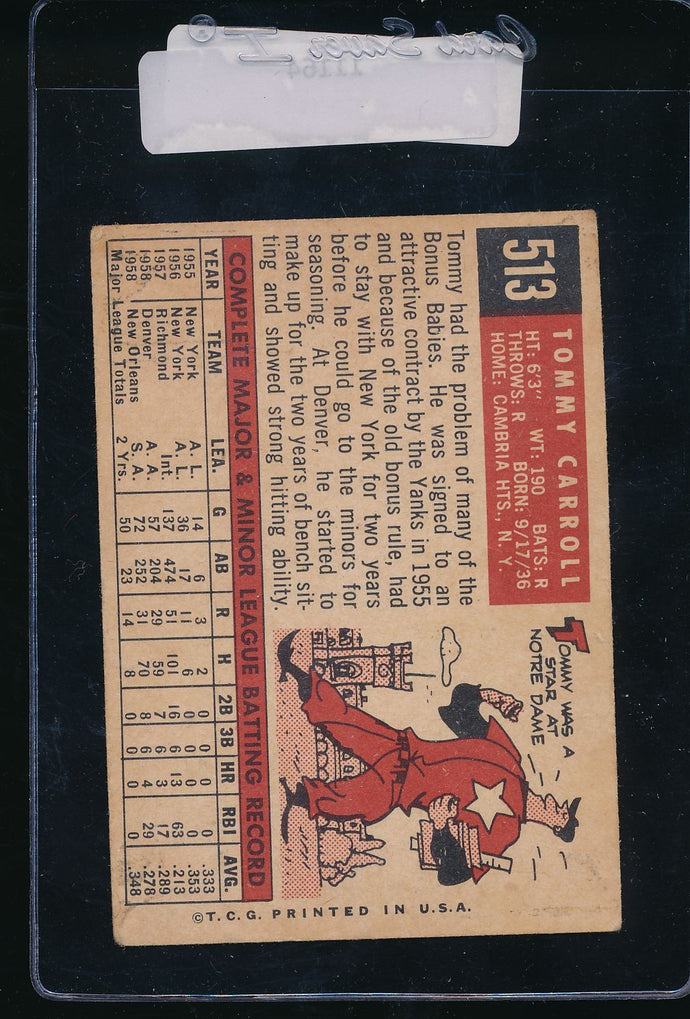 Card Saver I
®
11164
513
TOMMY CARROLL
HT: 6'3" WT: 190 BATS: R
THROWS: R BORN: 9/17/36
HOME: CAMBRIA HTS., N. Y.
Tommy had the problem of many of the
Bonus Babies. He was signed to an
attractive contract by the Yanks in 1955
and because of the old bonus rule, had
to stay with New York for two years
before he could go to the minors for
seasoning. At Denver, he started to
make up for the two years of bench sit-
ting and showed strong hitting ability.
TOMMY WAS A
STAR AT
NOTRE DAME
COMPLETE MAJOR & MINOR LEAGUE BATTING RECORD
YEAR TEAM LEA. G AB R H 2B 3B HR RBI AVG.
1955 New York A. L. 14 6 3 2 0 0 0 0 .333
1956 New York A. L. 36 17 11 6 0 0 0 0 .353
1957 Richmond Int. 137 474 51 101 16 6 13 63 .213
1958 Denver A. A. 57 204 29 59 7 6 3 17 .289
1958 New Orleans S. A. 72 252 31 70 8 6 4 29 .278
Major League Totals 2 Yrs. 50 23 14 8 0 0 0 0 .348
©T.C.G. PRINTED IN U.S.A.